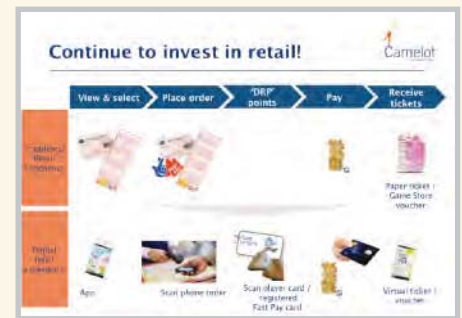 Continue to invest in retail!
Camelot
View & select
Place order
'DRP'
points
Pay
Receive
tickets
Paper ticket /
Game Store
voucher
App
Scan phone order
Scan player card /
registered
Fast Pay card
Virtual ticket /
voucher